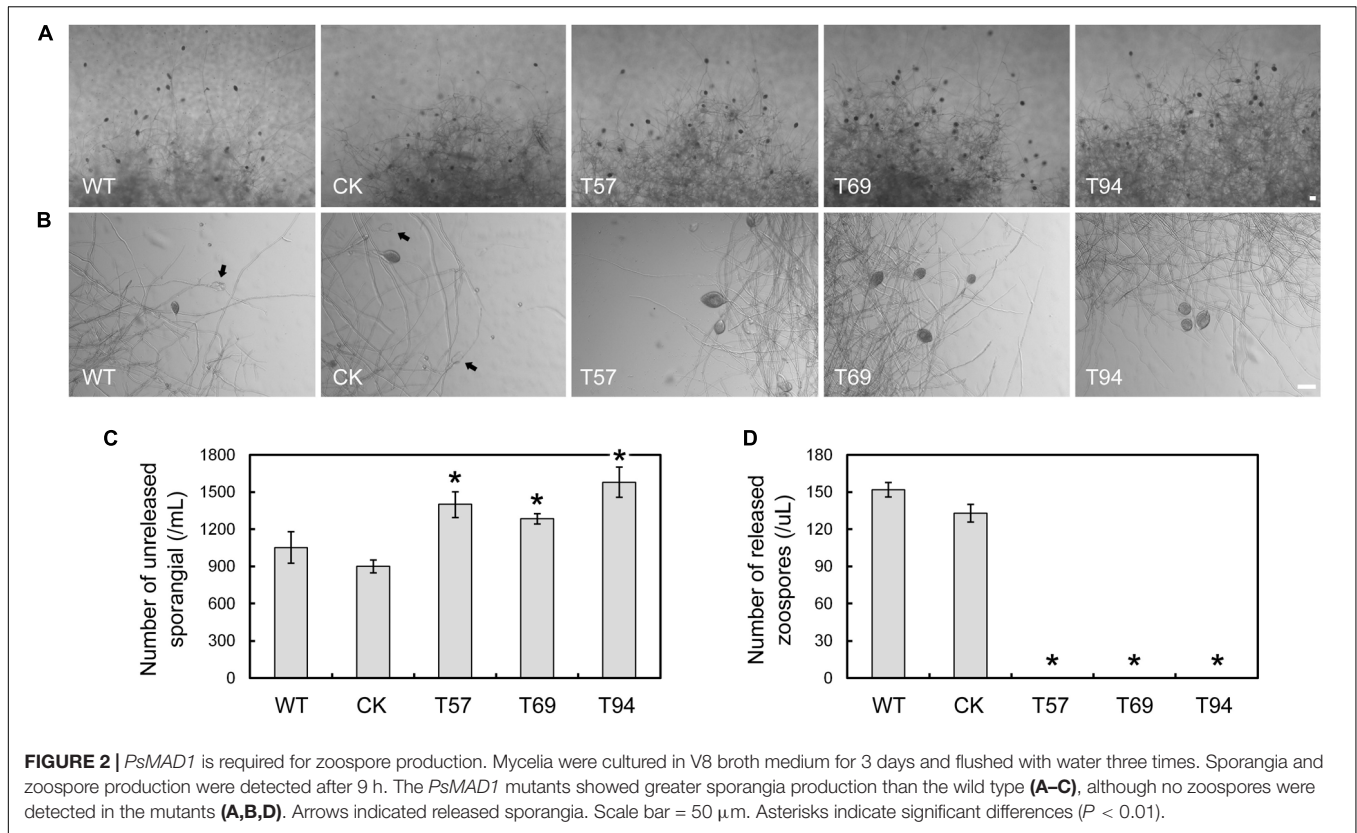 A
WT CK T57 T69 T94
B
WT CK T57 T69 T94
C
Number of unreleased
sporangial (/mL)
1800
1500
1200
900
600
300
0
* * *
WT CK T57 T69 T94
D
Number of released
zoospores (/uL)
180
150
120
90
60
30
0
* * *
WT CK T57 T69 T94
FIGURE 2 | PsMAD1 is required for zoospore production. Mycelia were cultured in V8 broth medium for 3 days and flushed with water three times. Sporangia and
zoospore production were detected after 9 h. The PsMAD1 mutants showed greater sporangia production than the wild type (A–C), although no zoospores were
detected in the mutants (A,B,D). Arrows indicated released sporangia. Scale bar = 50 μm. Asterisks indicate significant differences (P < 0.01).